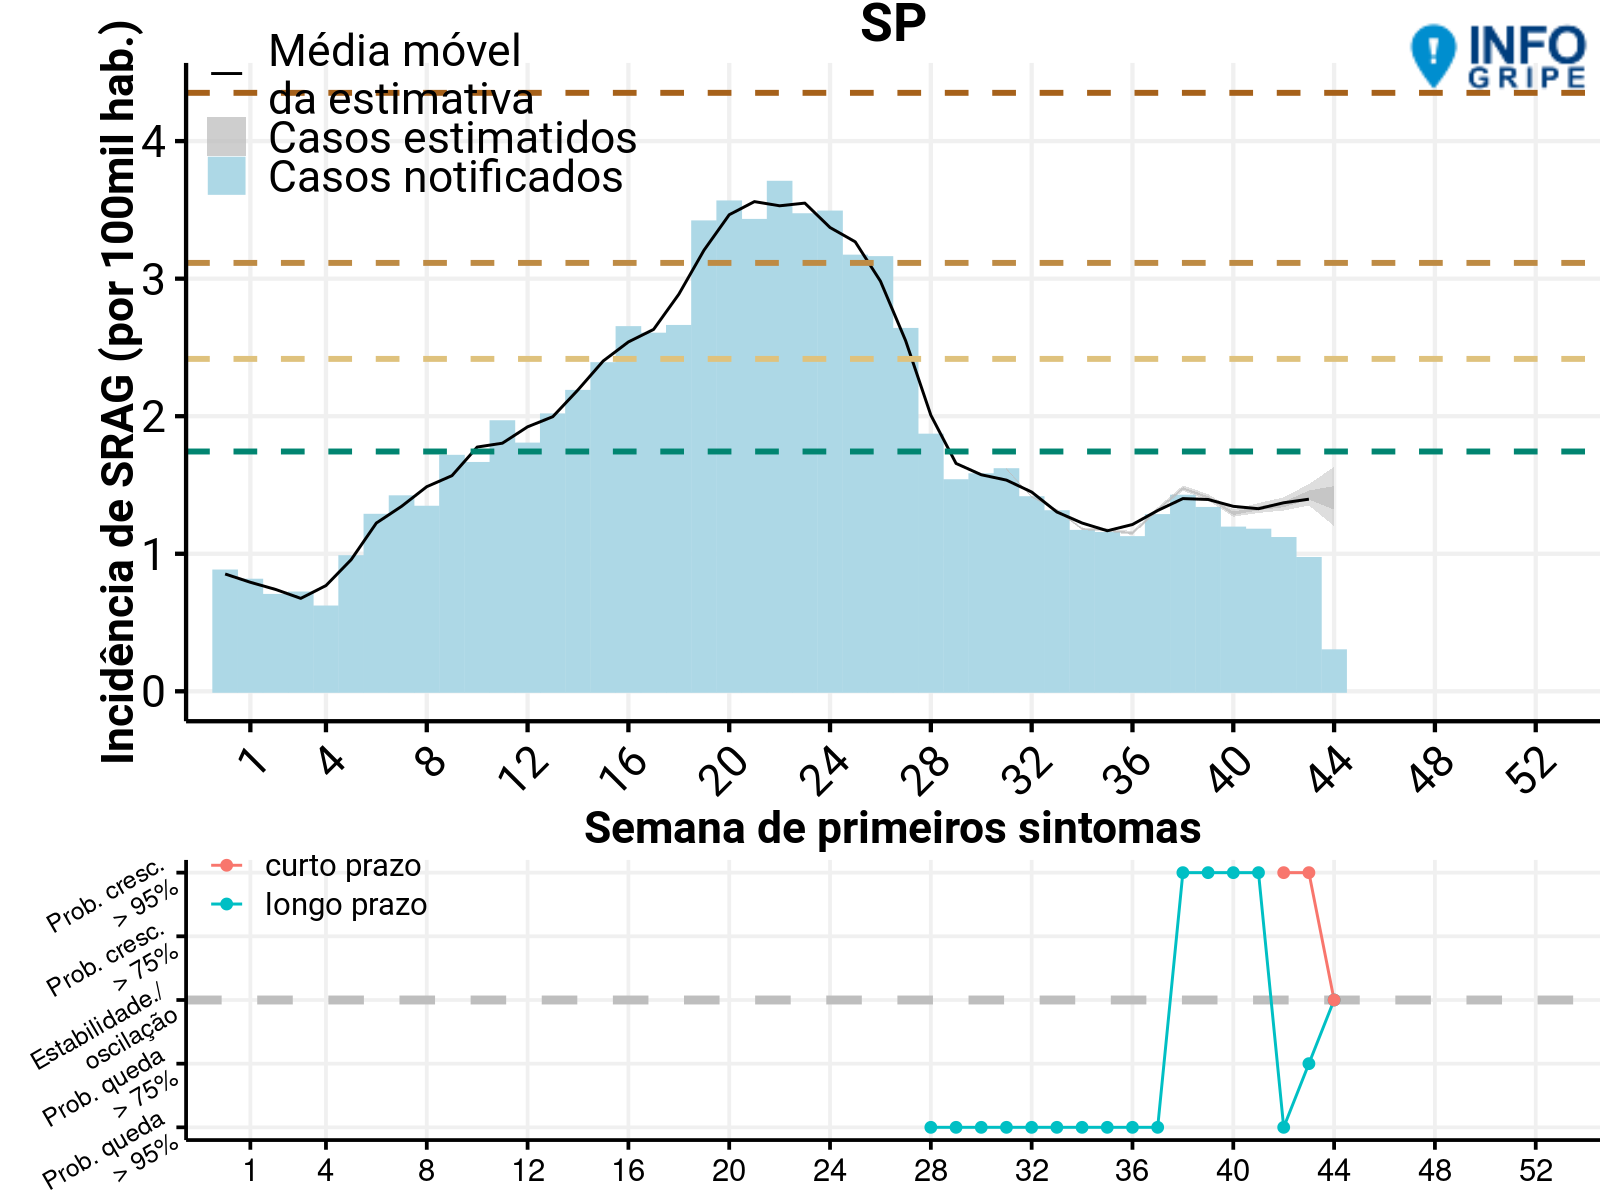 SP
INFO
GRIPE
Média móvel
da estimativa
Casos estimatidos
Casos notificados
Incidência de SRAG (por 100mil hab.)
4
3
2
1
0
1 4 8 12 16 20 24 28 32 36 40 44 48 52
Semana de primeiros sintomas
curto prazo
longo prazo
Prob. cresc.
> 95%
Prob. cresc.
> 75%
Estabilidade./
oscilação
Prob. queda
> 75%
Prob. queda
> 95%
1 4 8 12 16 20 24 28 32 36 40 44 48 52